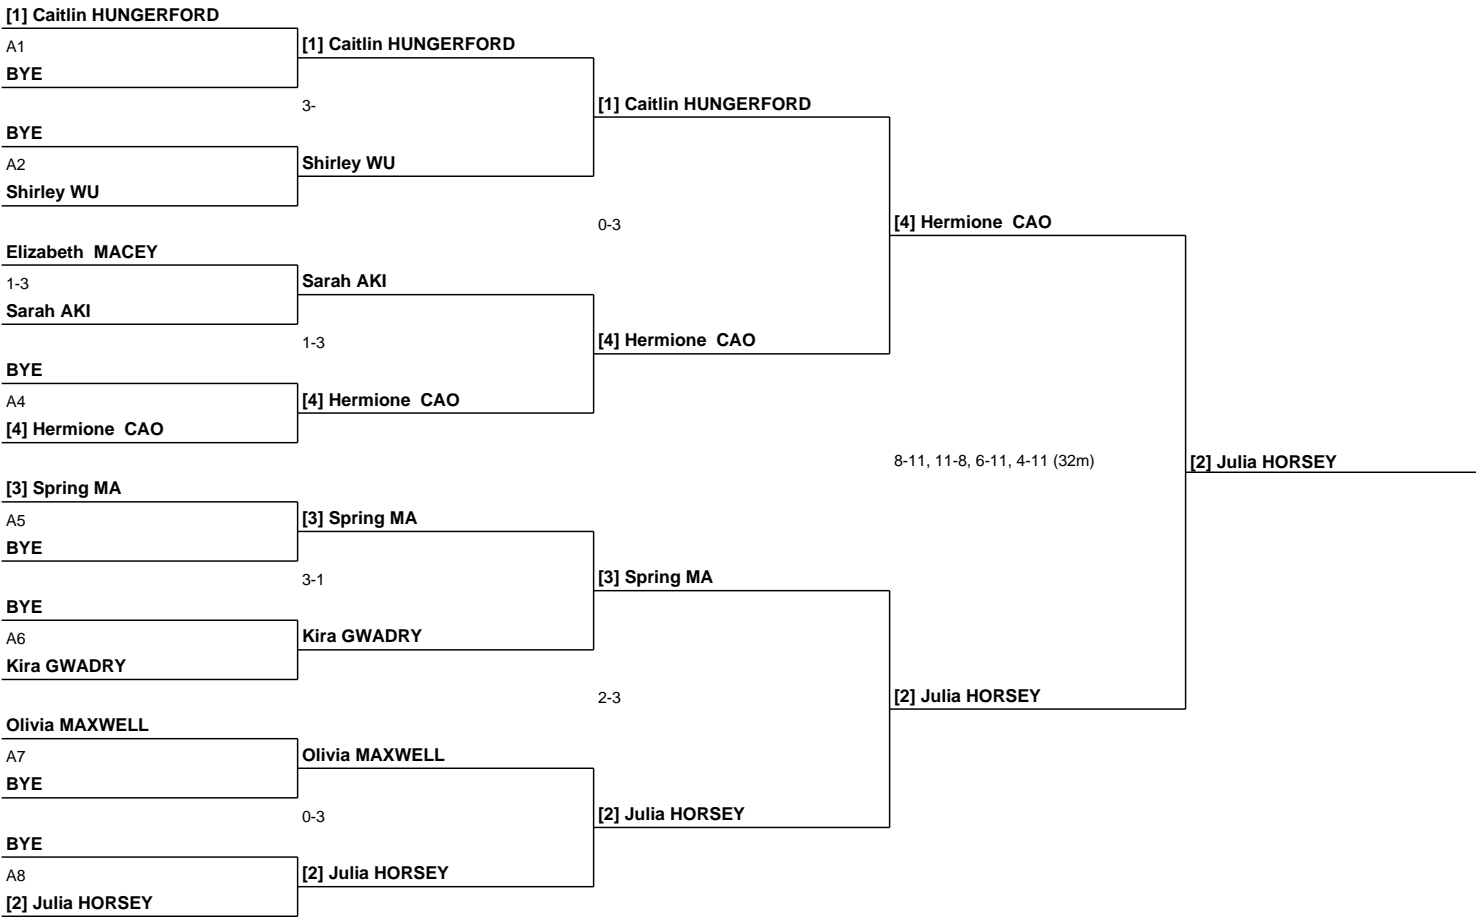 [1] Caitlin HUNGERFORD
A1
BYE
BYE
A2
Shirley WU
Elizabeth  MACEY
1-3
Sarah AKI
BYE
A4
[4] Hermione  CAO
[3] Spring MA
A5
BYE
BYE
A6
Kira GWADRY
Olivia MAXWELL
A7
BYE
BYE
A8
[2] Julia HORSEY
[1] Caitlin HUNGERFORD
3-
Shirley WU
Sarah AKI
1-3
[4] Hermione  CAO
[3] Spring MA
3-1
Kira GWADRY
Olivia MAXWELL
0-3
[2] Julia HORSEY
[1] Caitlin HUNGERFORD
0-3
[4] Hermione  CAO
[3] Spring MA
2-3
[2] Julia HORSEY
[4] Hermione  CAO
8-11, 11-8, 6-11, 4-11 (32m)
[2] Julia HORSEY
[2] Julia HORSEY